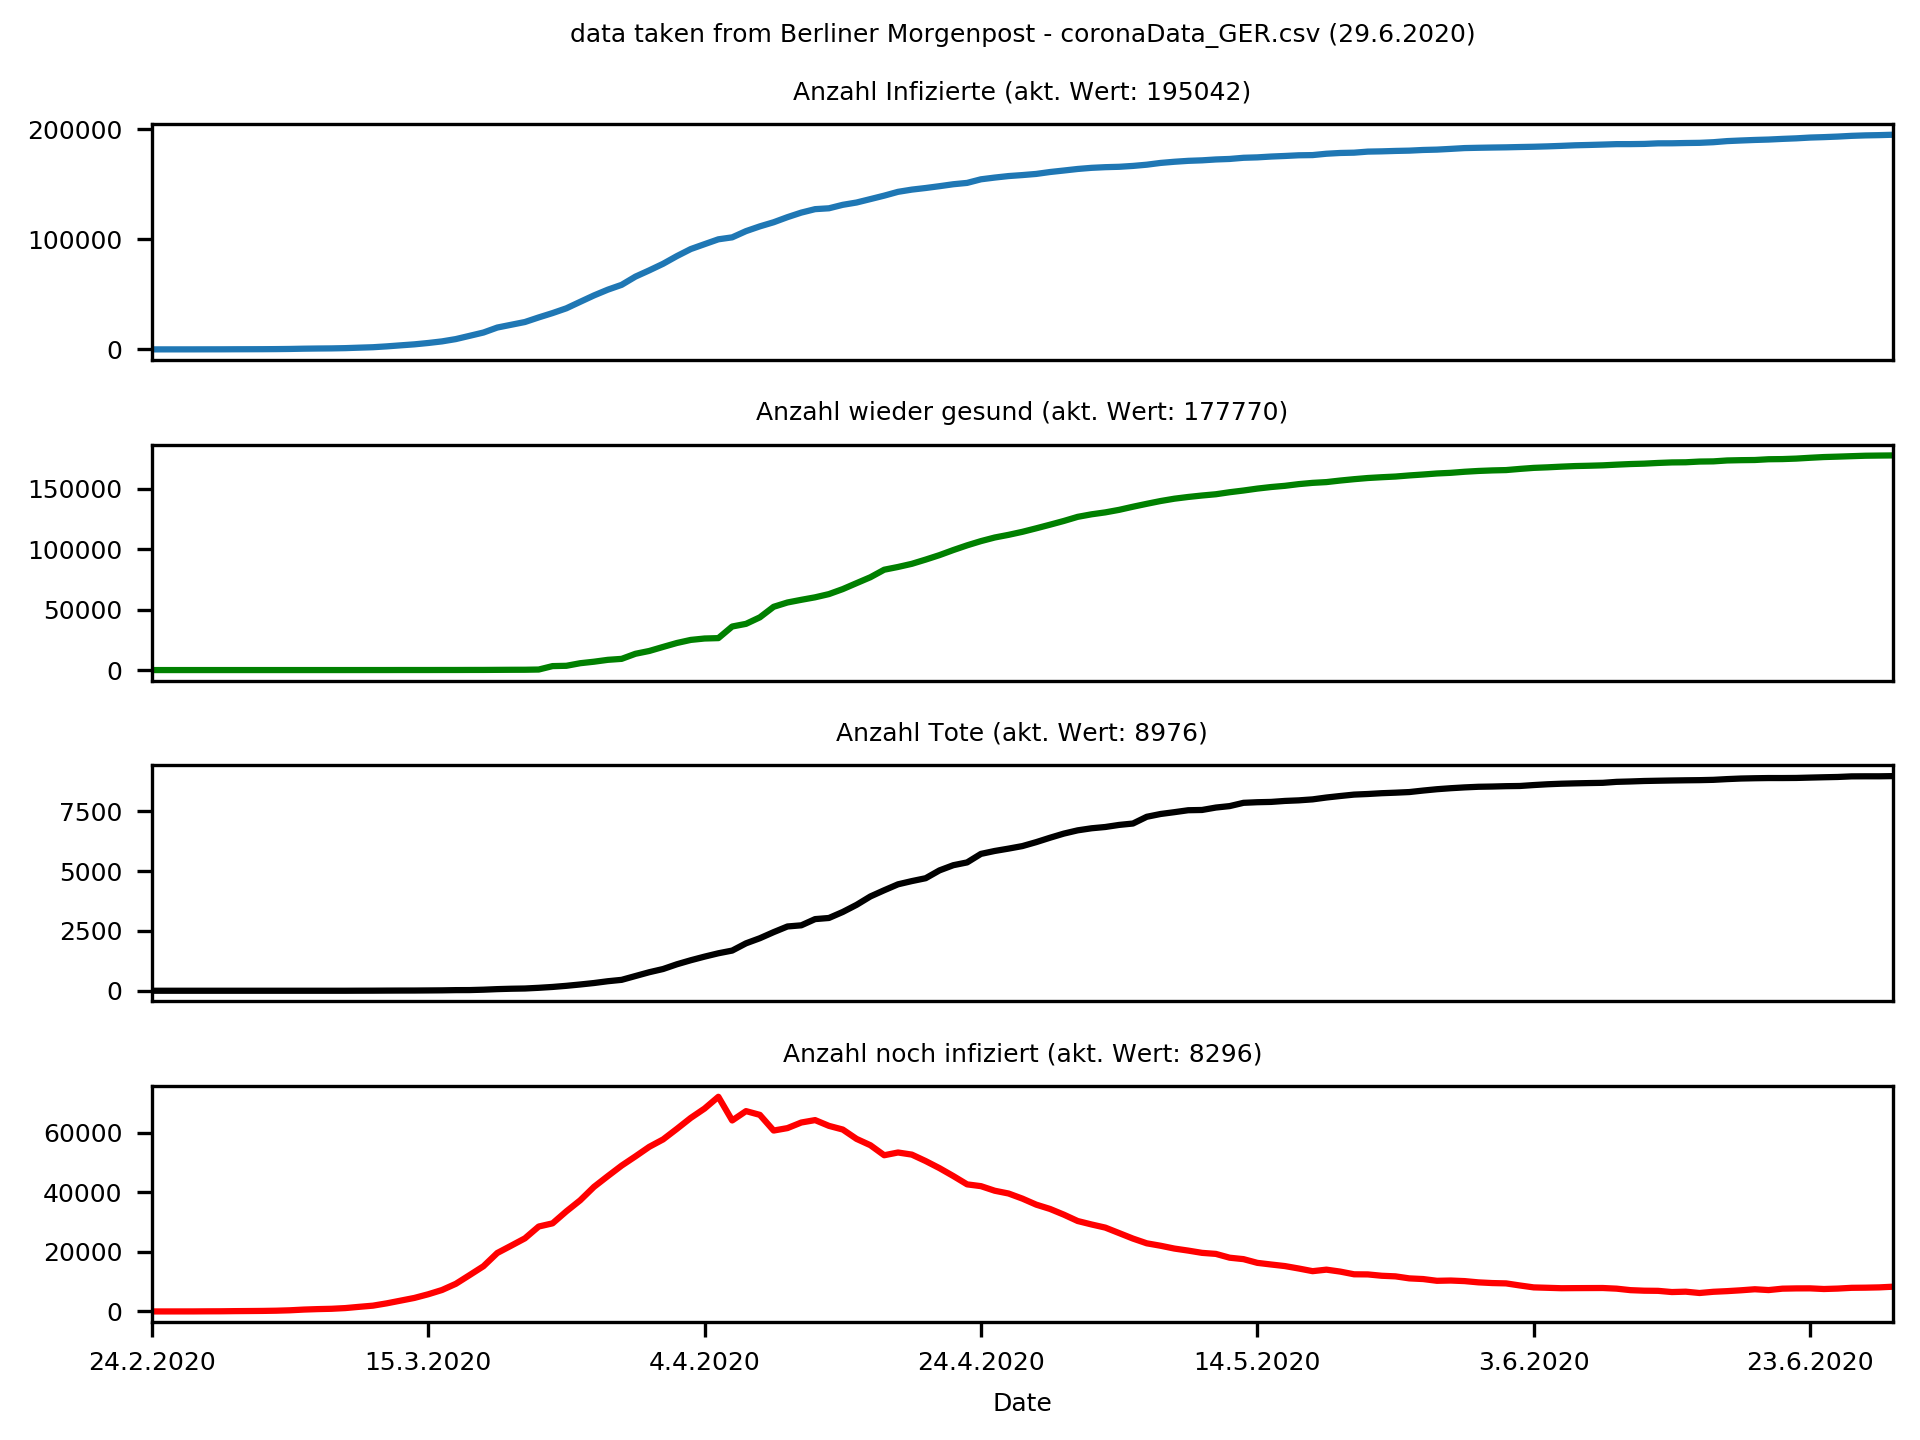 data taken from Berliner Morgenpost - coronaData_GER.csv (29.6.2020)
Anzahl Infizierte (akt. Wert: 195042)
200000
100000
0
Anzahl wieder gesund (akt. Wert: 177770)
150000
100000
50000
0
Anzahl Tote (akt. Wert: 8976)
7500
5000
2500
0
Anzahl noch infiziert (akt. Wert: 8296)
60000
40000
20000
0
24.2.2020 15.3.2020 4.4.2020 24.4.2020 14.5.2020 3.6.2020 23.6.2020
Date